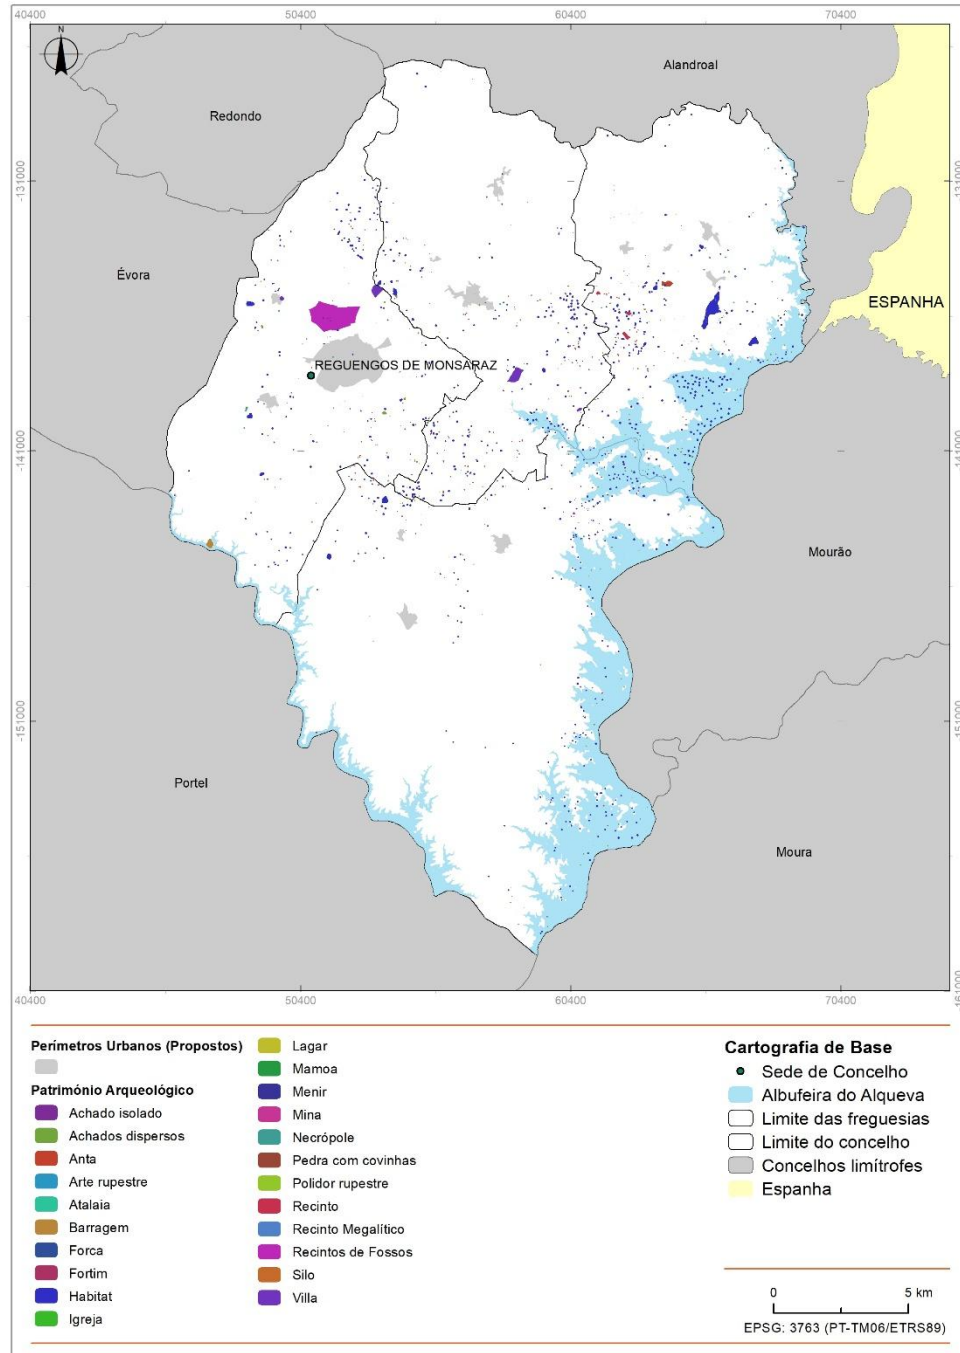 40400 50400 60400 70400
N
Alandroal
Redondo
-131000 -131000
Évora
ESPANHA
REGUENGOS DE MONSARAZ
-141000 -141000
Mourão
-151000 -151000
Portel
Moura
-161000
40400 50400 60400 70400
Perímetros Urbanos (Propostos)
Património Arqueológico
Achado isolado
Achados dispersos
Anta
Arte rupestre
Atalaia
Barragem
Forca
Fortim
Habitat
Igreja
Lagar
Mamoa
Menir
Mina
Necrópole
Pedra com covinhas
Polidor rupestre
Recinto
Recinto Megalítico
Recintos de Fossos
Silo
Villa
Cartografia de Base
Sede de Concelho
Albufeira do Alqueva
Limite das freguesias
Limite do concelho
Concelhos limítrofes
Espanha
0 5 km
EPSG: 3763 (PT-TM06/ETRS89)